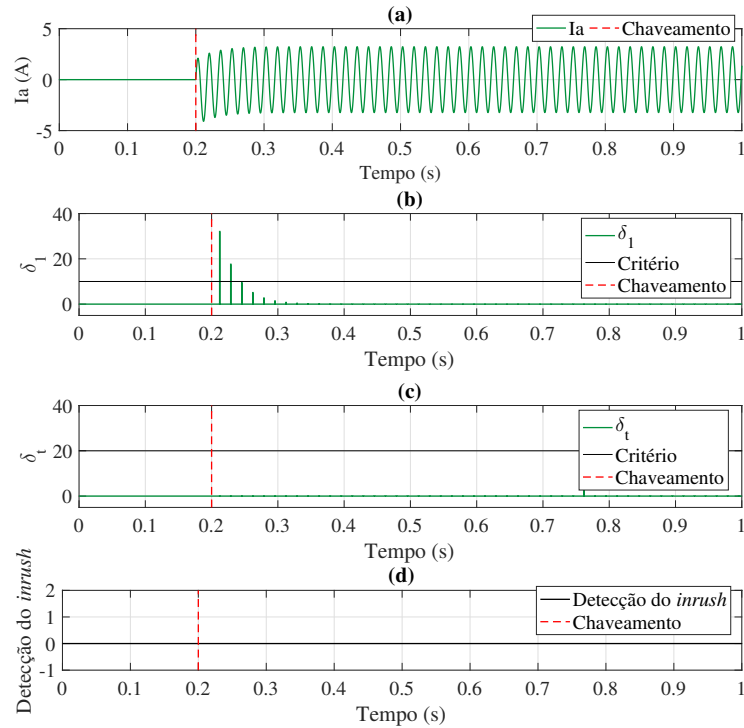 (a)
Ia Chaveamento
Ia (A)
5
0
-5
0 0.1 0.2 0.3 0.4 0.5 0.6 0.7 0.8 0.9 1
Tempo (s)
(b)
δ1
Critério
Chaveamento
δ1
40
20
0
0 0.1 0.2 0.3 0.4 0.5 0.6 0.7 0.8 0.9 1
Tempo (s)
(c)
δt
Critério
Chaveamento
δt
40
20
0
0 0.1 0.2 0.3 0.4 0.5 0.6 0.7 0.8 0.9 1
Tempo (s)
(d)
Detecção do inrush
Chaveamento
Detecção do inrush
2
1
0
-1
0 0.1 0.2 0.3 0.4 0.5 0.6 0.7 0.8 0.9 1
Tempo (s)